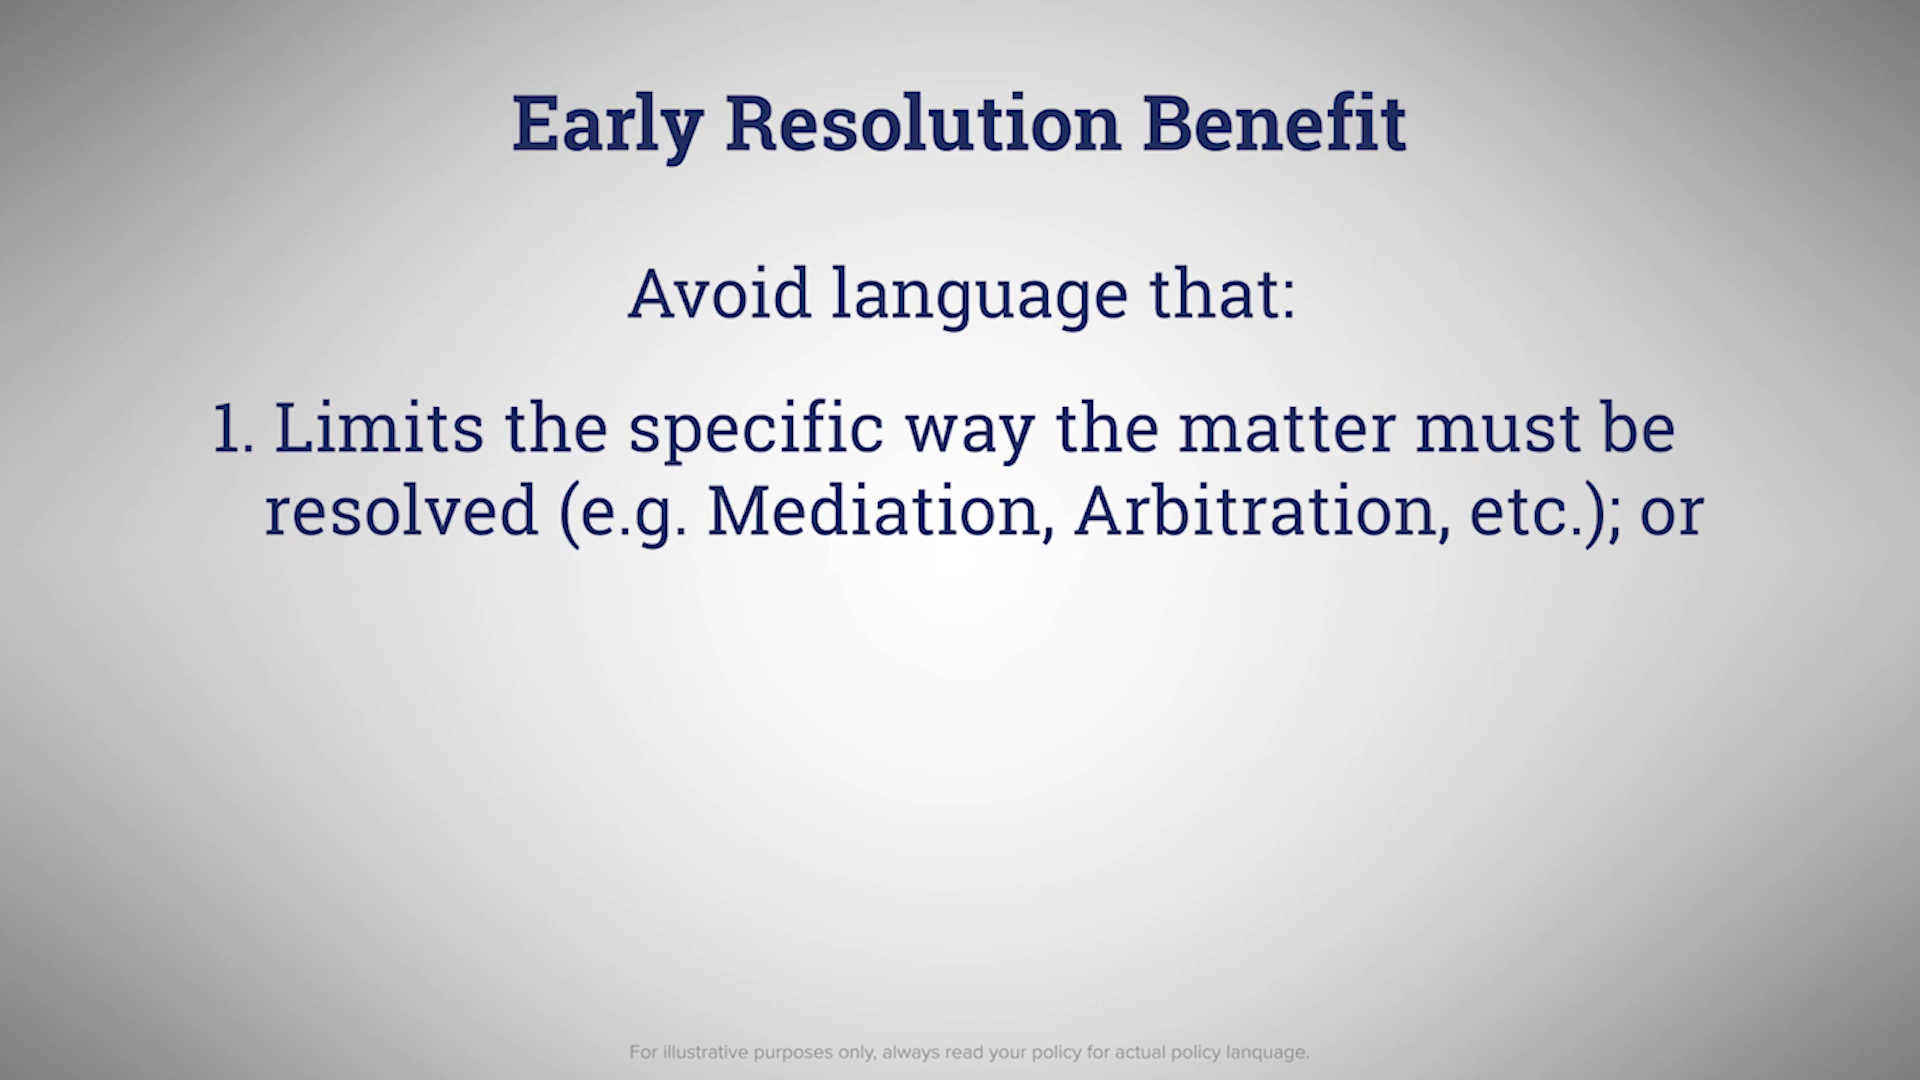 Early Resolution Benefit
Avoid language that:
1. Limits the specific way the matter must be
resolved (e.g. Mediation, Arbitration, etc.); or
For illustrative purposes only, always read your policy for actual policy lanquage.